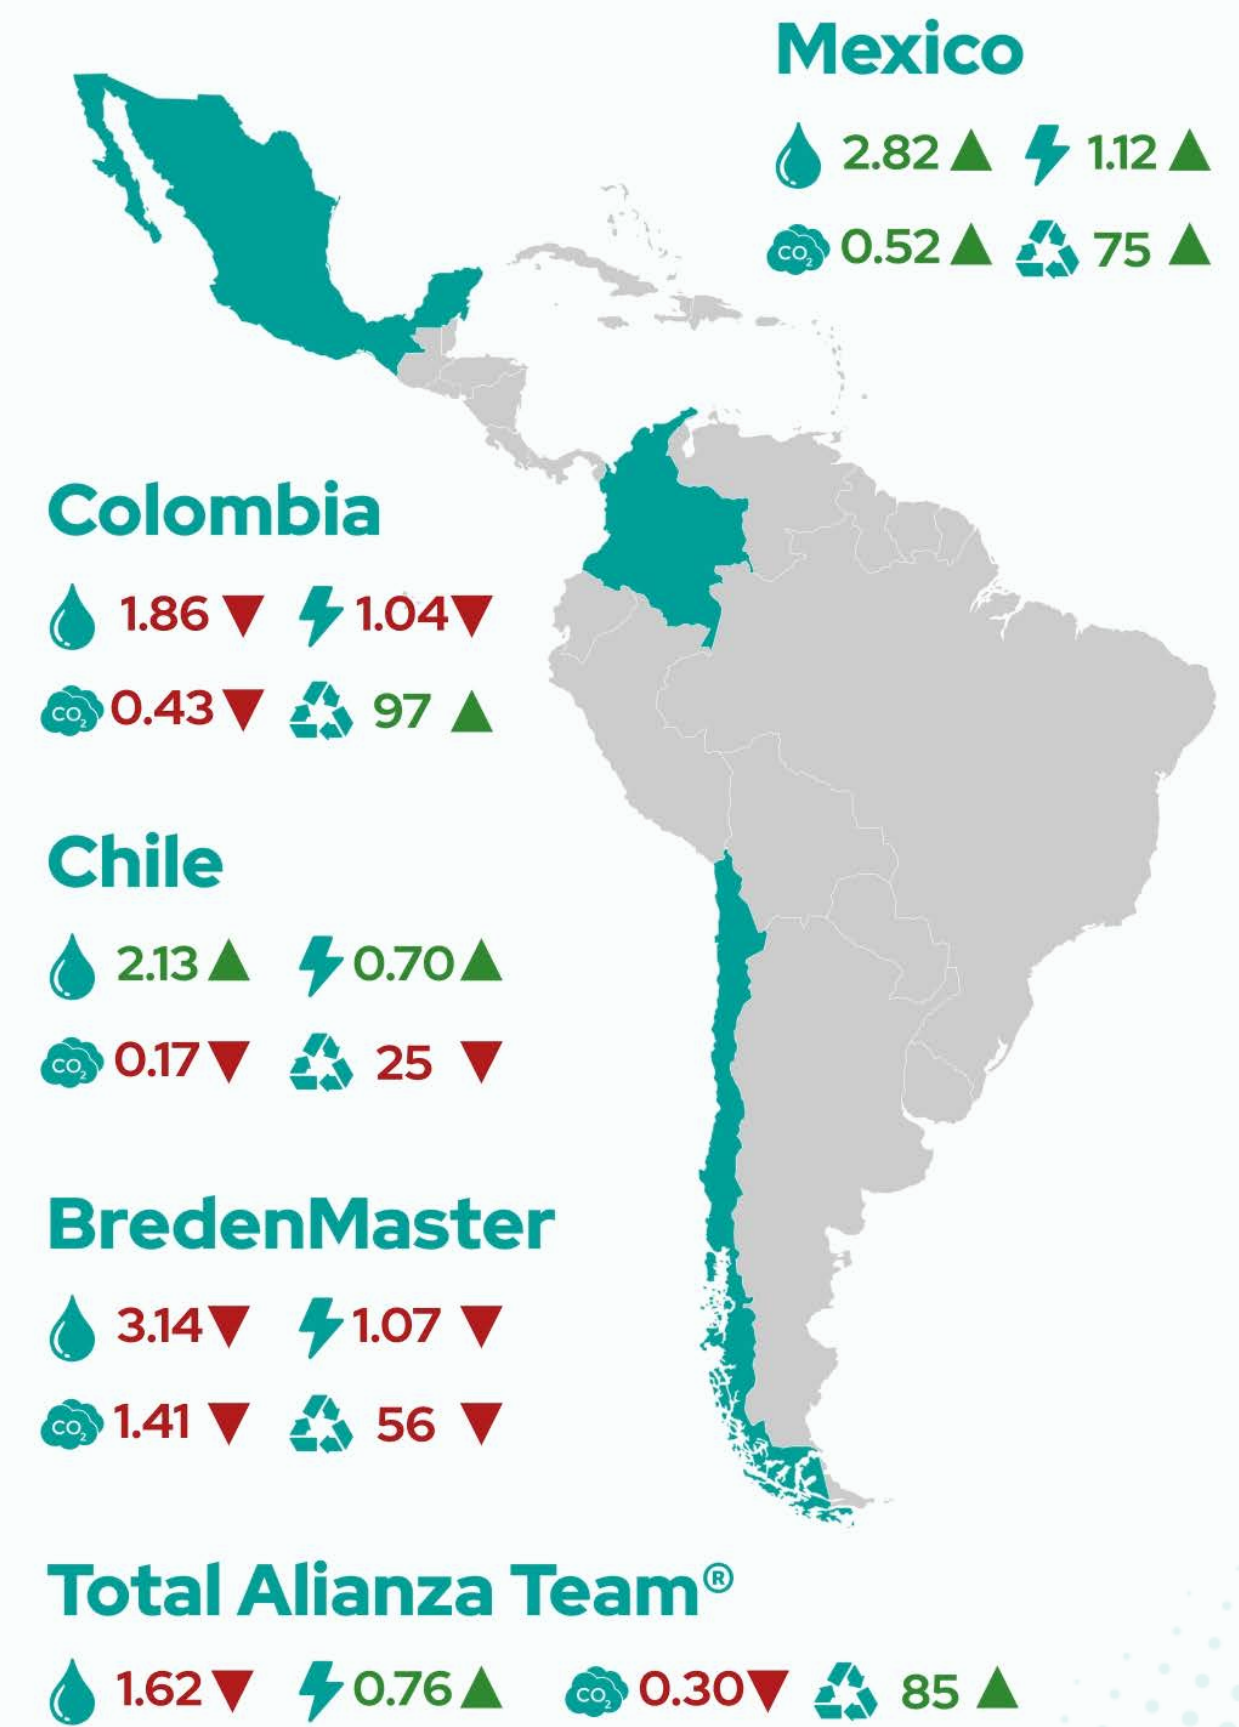 Mexico
2.82 1.12
CO₂ 0.52 75
Colombia
1.86 1.04
CO₂ 0.43 97
Chile
2.13 0.70
CO₂ 0.17 25
BredenMaster
3.14 1.07
CO₂ 1.41 56
Total Alianza Team®
1.62 0.76 CO₂ 0.30 85